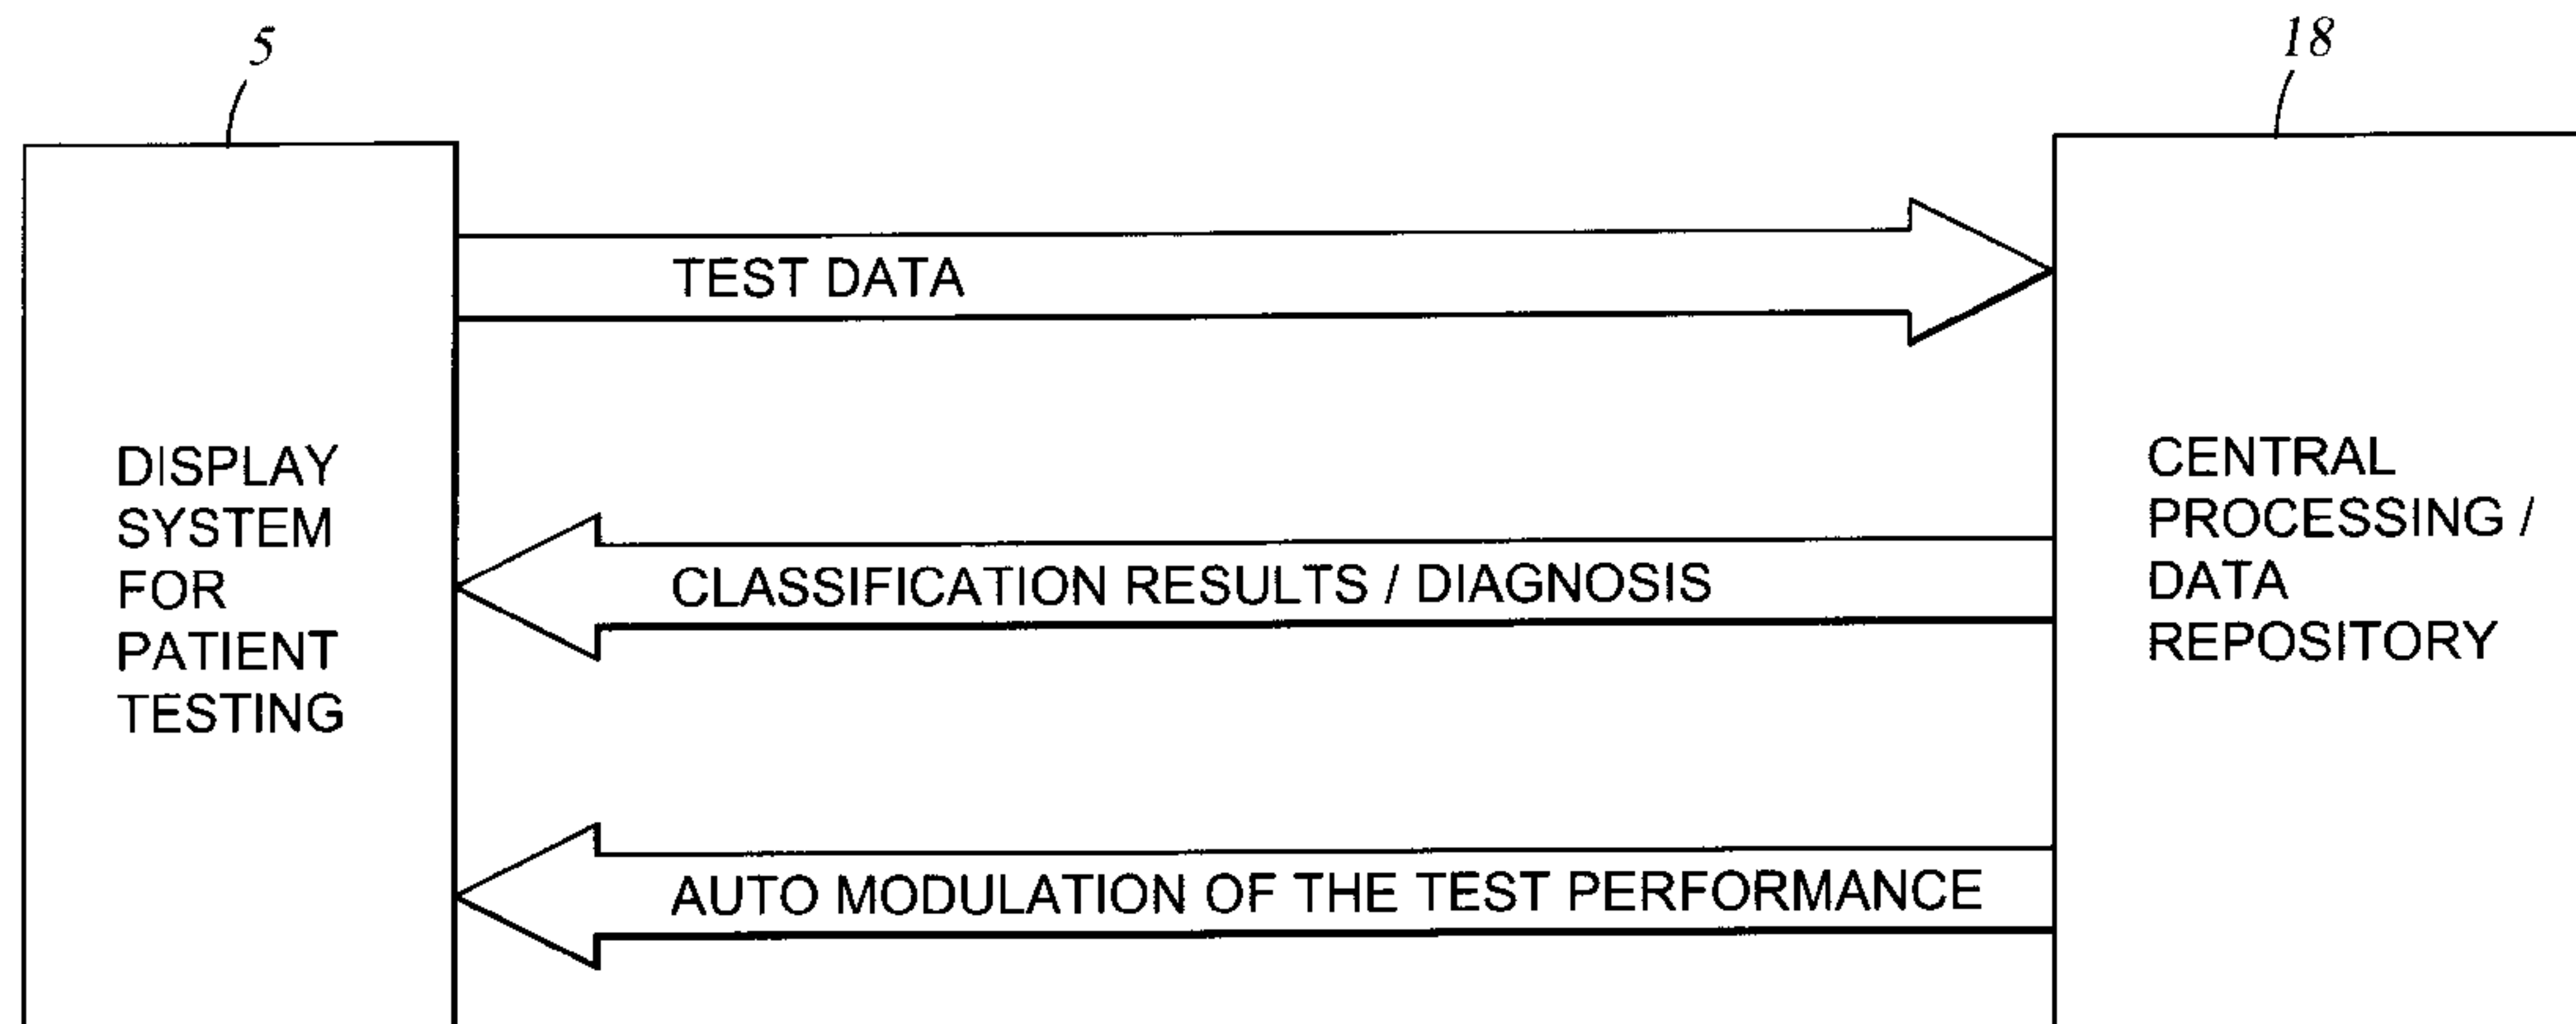 5
18
TEST DATA
DISPLAY
SYSTEM
FOR
PATIENT
TESTING
CLASSIFICATION RESULTS / DIAGNOSIS
AUTO MODULATION OF THE TEST PERFORMANCE
CENTRAL
PROCESSING /
DATA
REPOSITORY